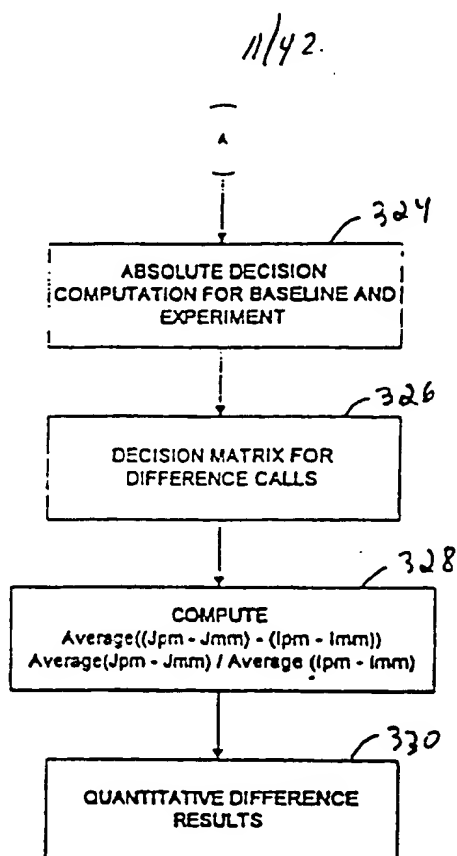 11/42.
A
324
ABSOLUTE DECISION
COMPUTATION FOR BASELINE AND
EXPERIMENT
326
DECISION MATRIX FOR
DIFFERENCE CALLS
328
COMPUTE
Average((Jpm - Jmm) - (Ipm - Imm))
Average(Jpm - Jmm) / Average (Ipm - Imm)
330
QUANTITATIVE DIFFERENCE
RESULTS